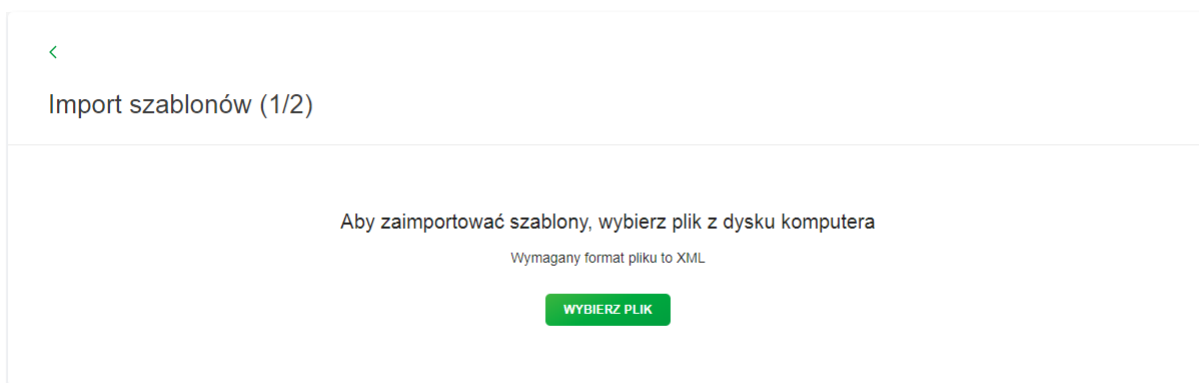 Import szablonów (1/2)
Aby zaimportować szablony, wybierz plik z dysku komputera
Wymagany format pliku to XML
WYBIERZ PLIK